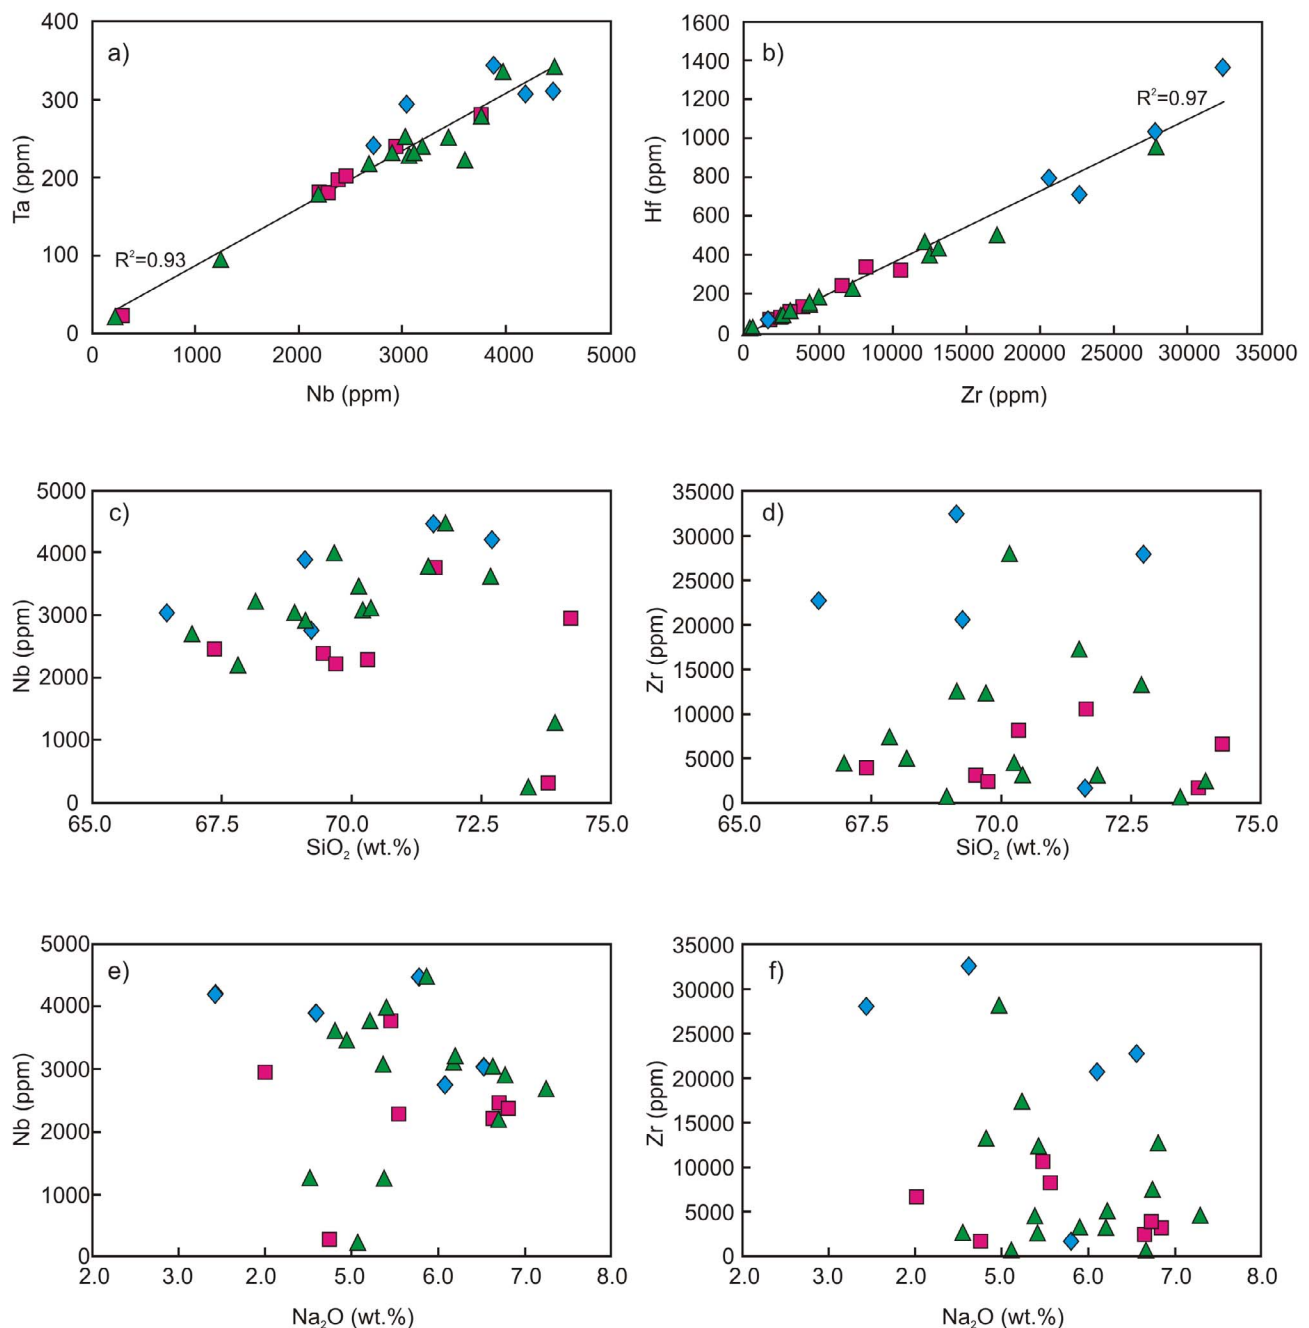 a)
400
300
200
100
0
Ta (ppm)
R²=0.93
0 1000 2000 3000 4000 5000
Nb (ppm)
b)
1600
1400
1200
1000
800
600
400
200
0
Hf (ppm)
R²=0.97
0 5000 10000 15000 20000 25000 30000 35000
Zr (ppm)
c)
5000
4000
3000
2000
1000
0
Nb (ppm)
65.0 67.5 70.0 72.5 75.0
SiO₂ (wt.%)
d)
35000
30000
25000
20000
15000
10000
5000
0
Zr (ppm)
65.0 67.5 70.0 72.5 75.0
SiO₂ (wt.%)
e)
5000
4000
3000
2000
1000
0
Nb (ppm)
2.0 3.0 2.0 5.0 6.0 7.0 8.0
Na₂O (wt.%)
f)
35000
30000
25000
20000
15000
10000
5000
0
Zr (ppm)
2.0 3.0 2.0 5.0 6.0 7.0 8.0
Na₂O (wt.%)